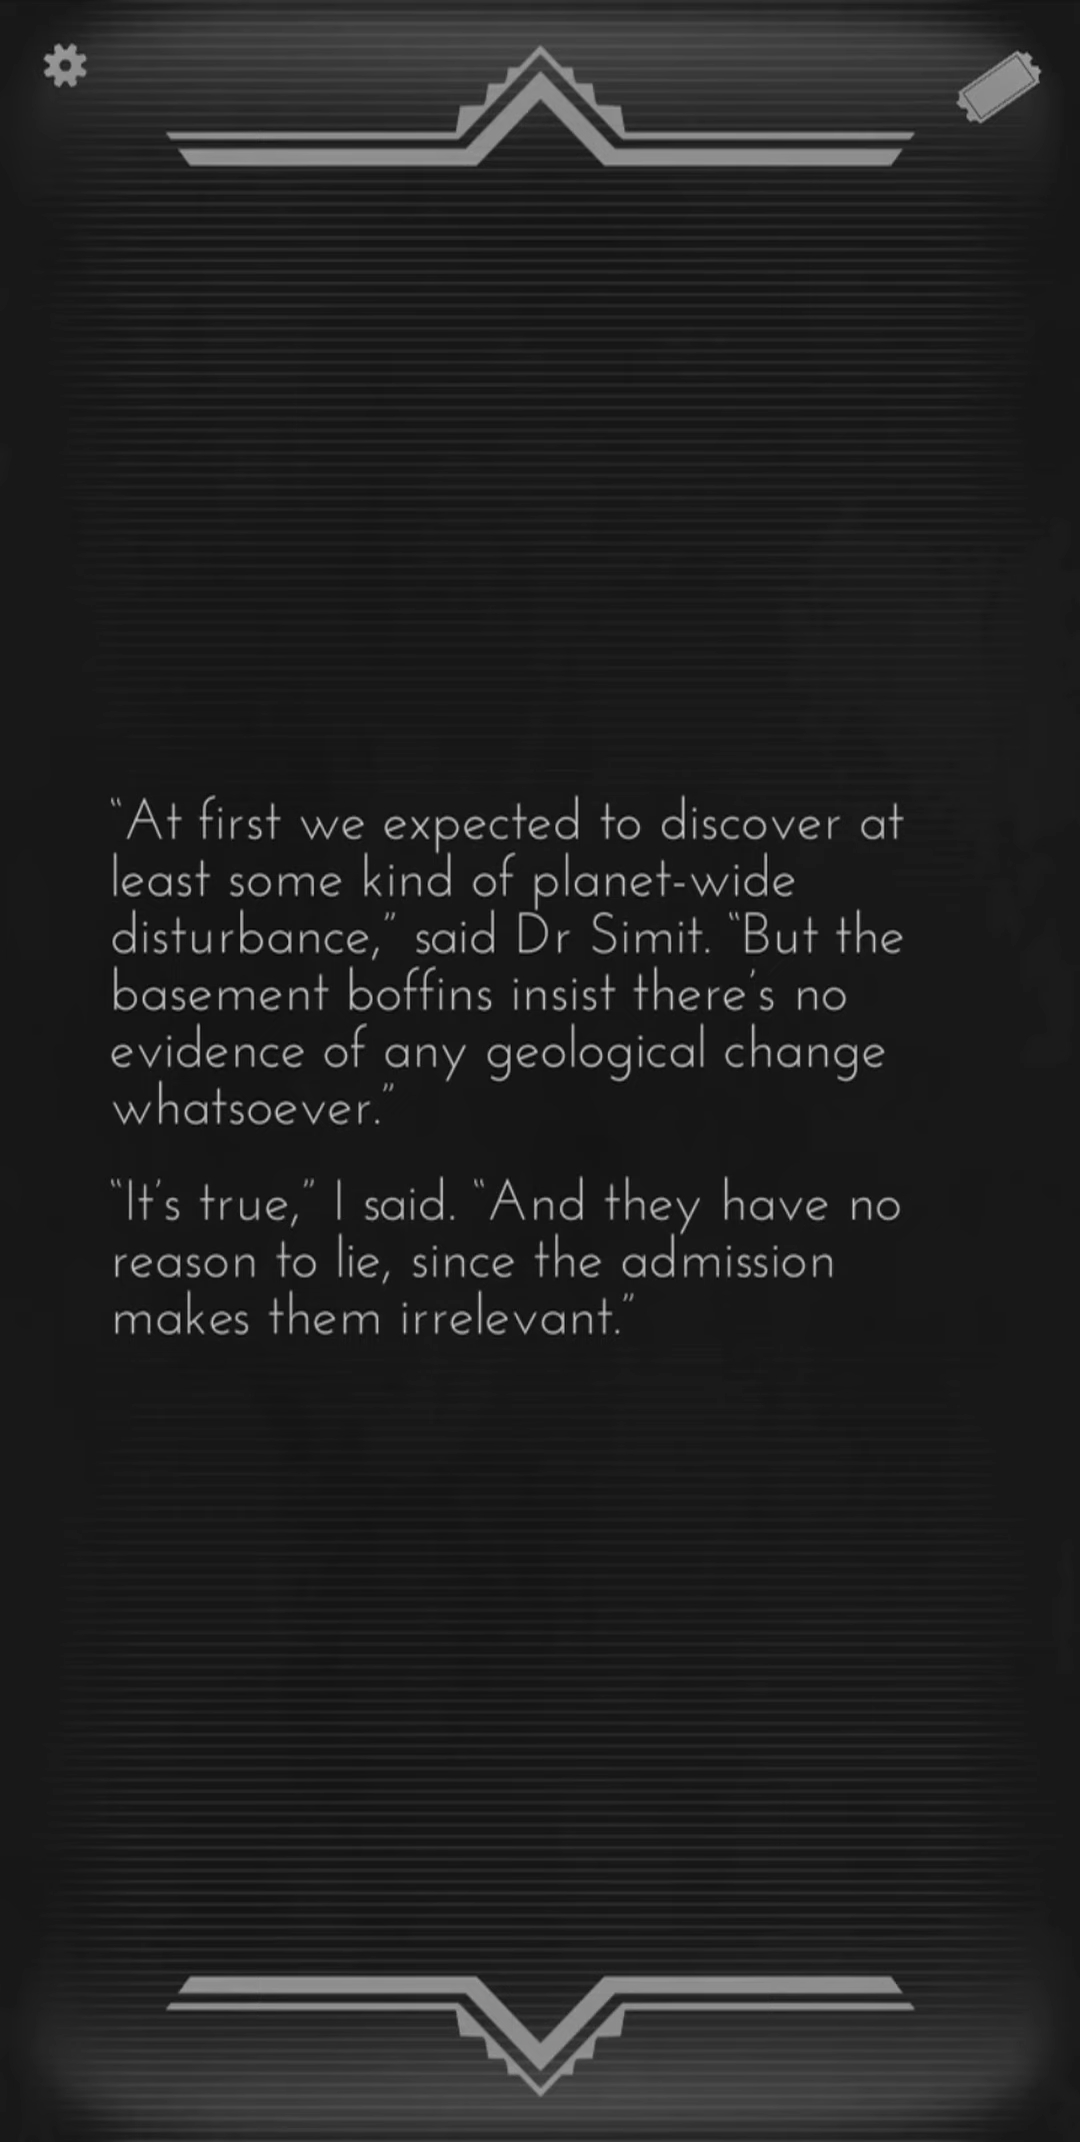 “At first we expected to discover at
least some kind of planet-wide
disturbance,” said Dr Simit. “But the
basement boffins insist there’s no
evidence of any geological change
whatsoever.”
“It’s true,” I said. “And they have no
reason to lie, since the admission
makes them irrelevant.”